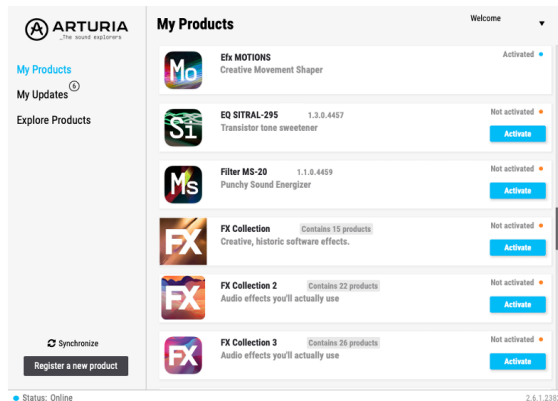 ARTURIA
_The sound explorers
My Products
Welcome
My Products
My Updates 6
Explore Products
Mo
Efx MOTIONS
Creative Movement Shaper
Activated
Si
EQ SITRAL-295 1.3.0.4457
Transistor tone sweetener
Not activated
Activate
Ms
Filter MS-20 1.1.0.4459
Punchy Sound Energizer
Not activated
Activate
FX
FX Collection Contains 15 products
Creative, historic software effects.
Not activated
Activate
FX
FX Collection 2 Contains 22 products
Audio effects you'll actually use
Not activated
Activate
FX
FX Collection 3 Contains 26 products
Audio effects you'll actually use
Not activated
Activate
Synchronize
Register a new product
Status: Online